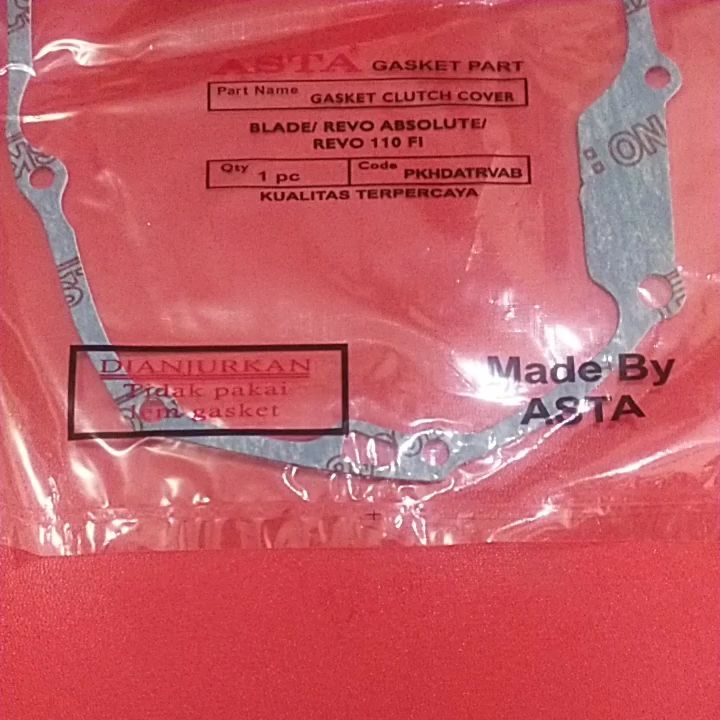 ASTA GASKET PART
Part Name GASKET CLUTCH COVER
BLADE/ REVO ABSOLUTE/
REVO 110 FI
Qty 1 pc Code PKHDATRVAB
KUALITAS TERPERCAYA
NO
DIANJURKAN
Tidak pakai
lem gasket
Made By
ASTA